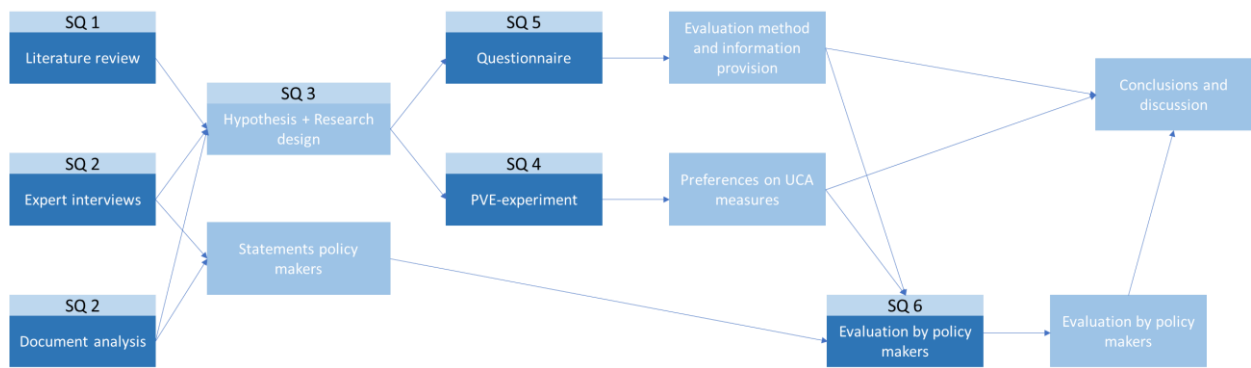 SQ 1
Literature review
SQ 2
Expert interviews
SQ 2
Document analysis
SQ 3
Hypothesis + Research
design
Statements policy
makers
SQ 5
Questionnaire
SQ 4
PVE-experiment
Evaluation method
and information
provision
Preferences on UCA
measures
SQ 6
Evaluation by policy
makers
Evaluation by policy
makers
Conclusions and
discussion